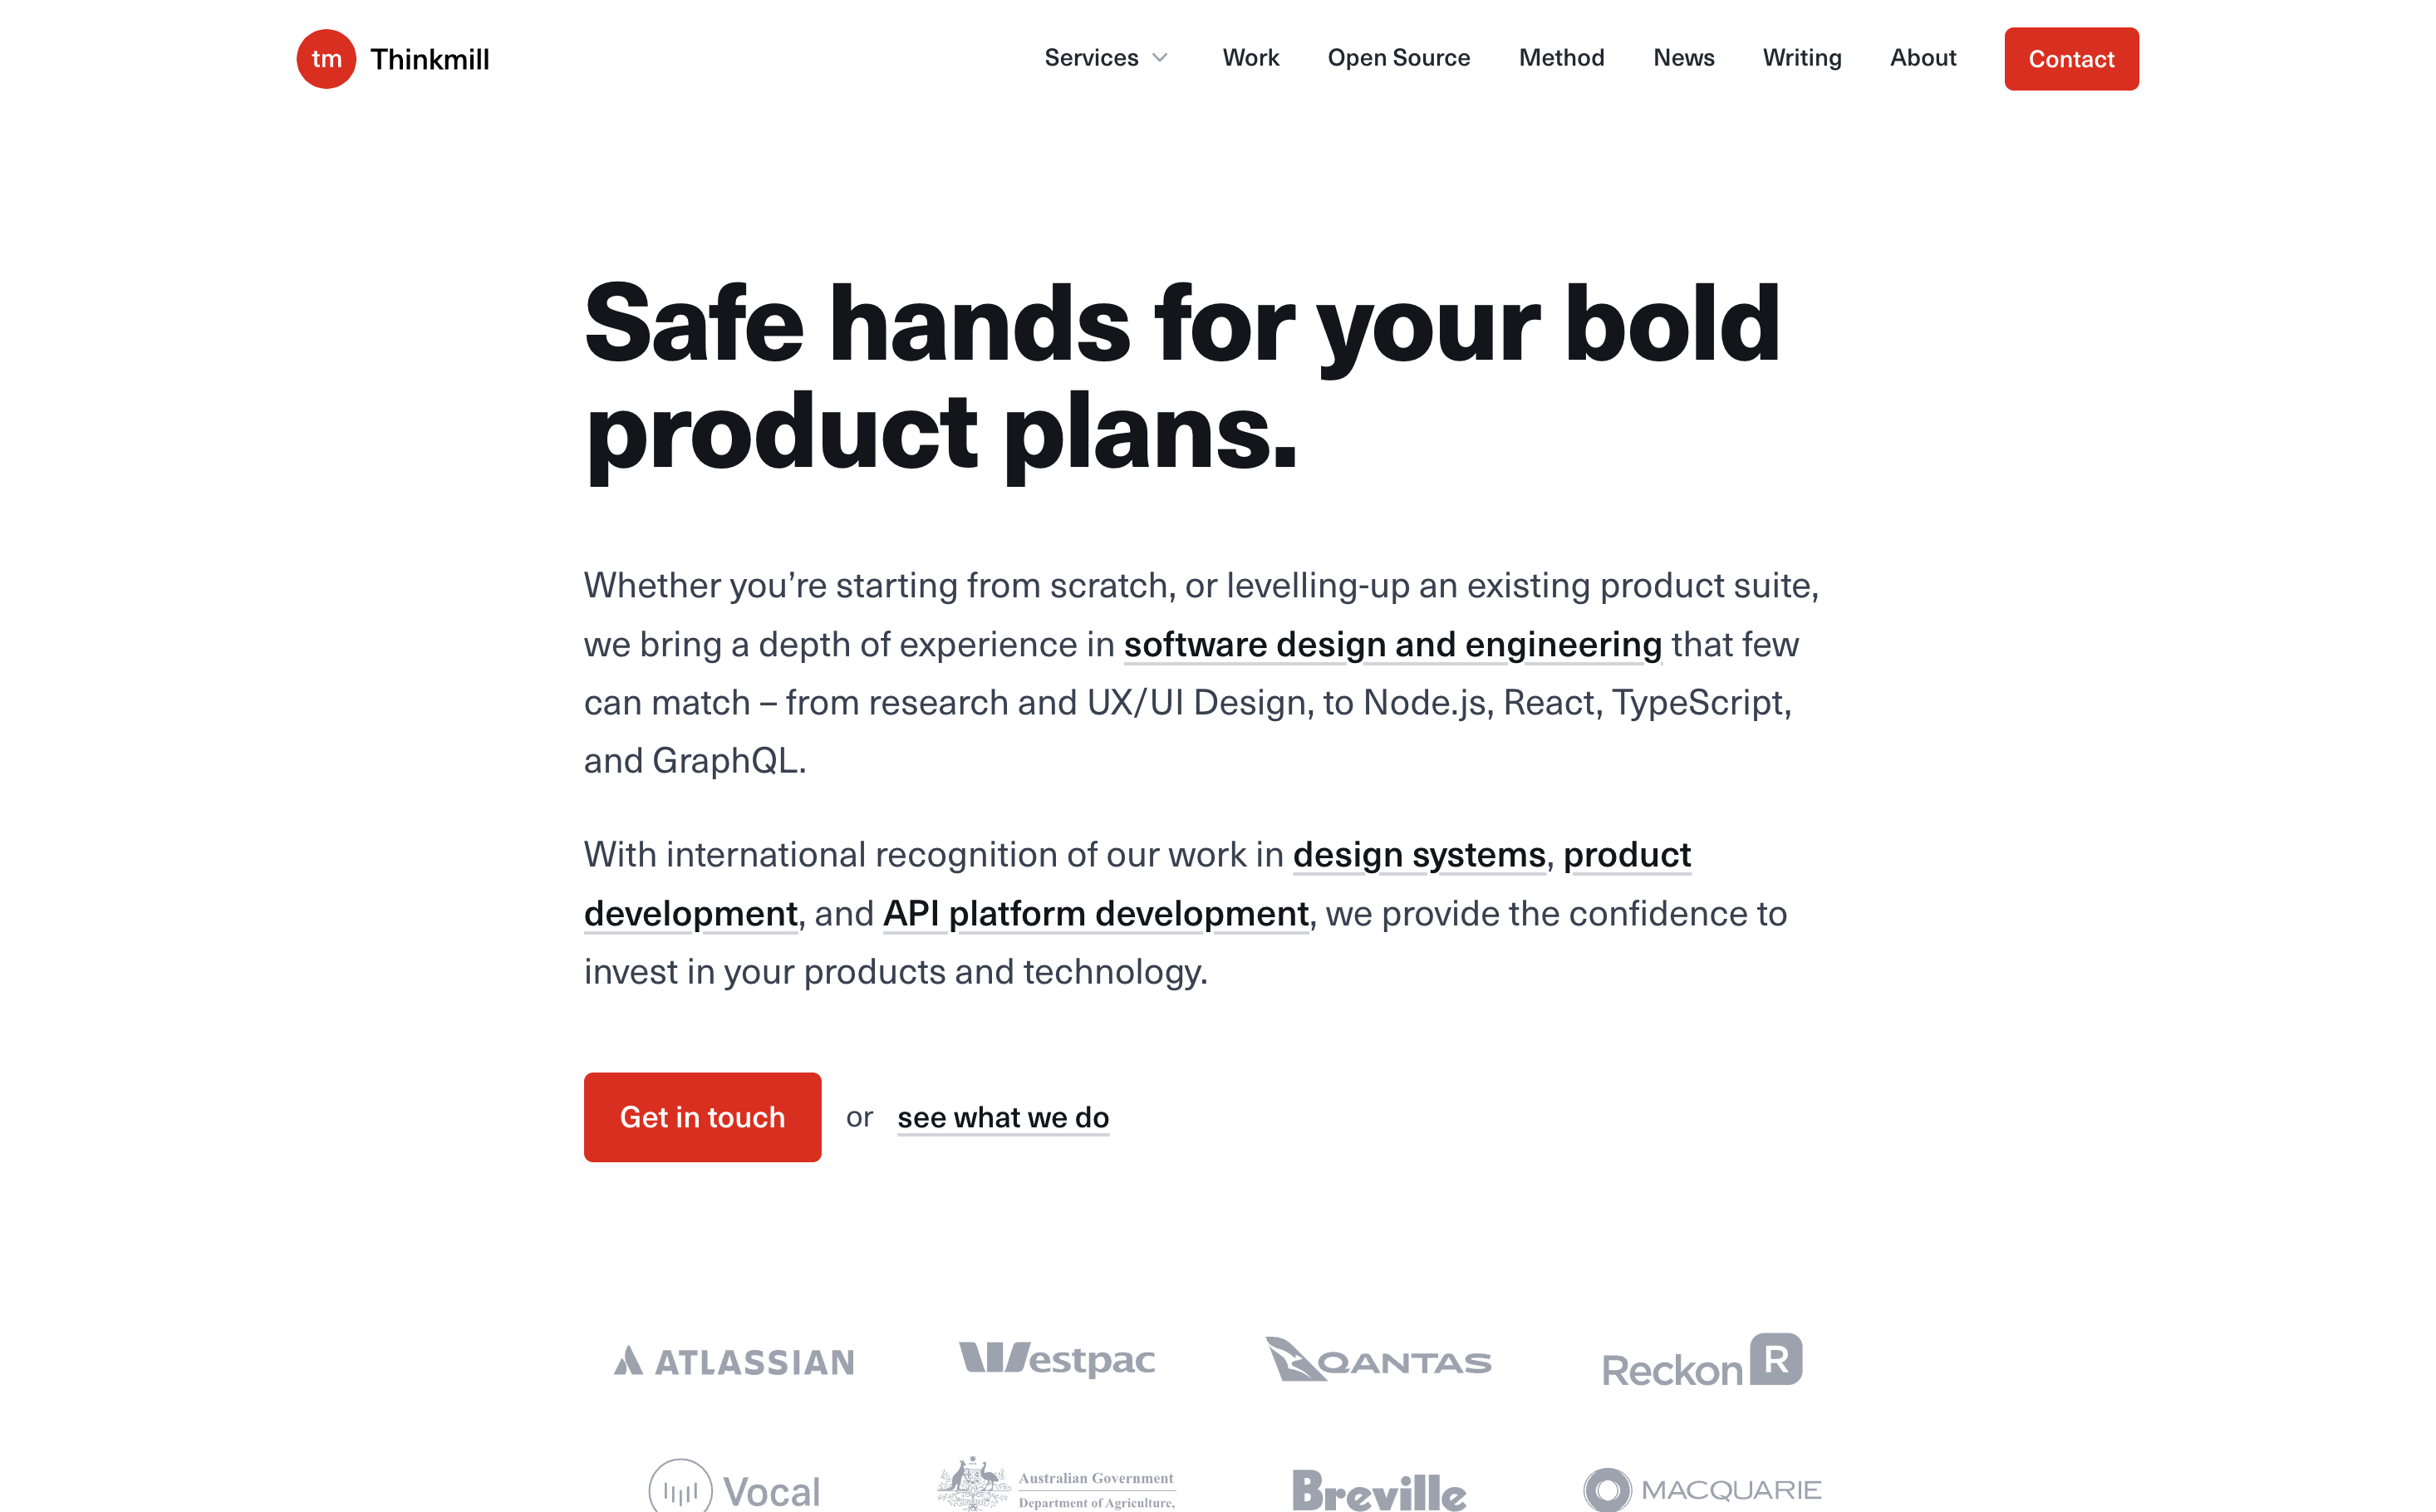 tm Thinkmill
Services Work Open Source Method News Writing About Contact
Safe hands for your bold
product plans.
Whether you’re starting from scratch, or levelling-up an existing product suite,
we bring a depth of experience in software design and engineering that few
can match – from research and UX/UI Design, to Node.js, React, TypeScript,
and GraphQL.
With international recognition of our work in design systems, product
development, and API platform development, we provide the confidence to
invest in your products and technology.
Get in touch or see what we do
ATLASSIAN Westpac QANTAS Reckon R
Vocal Australian Government Breville MACQUARIE
Department of Agriculture,